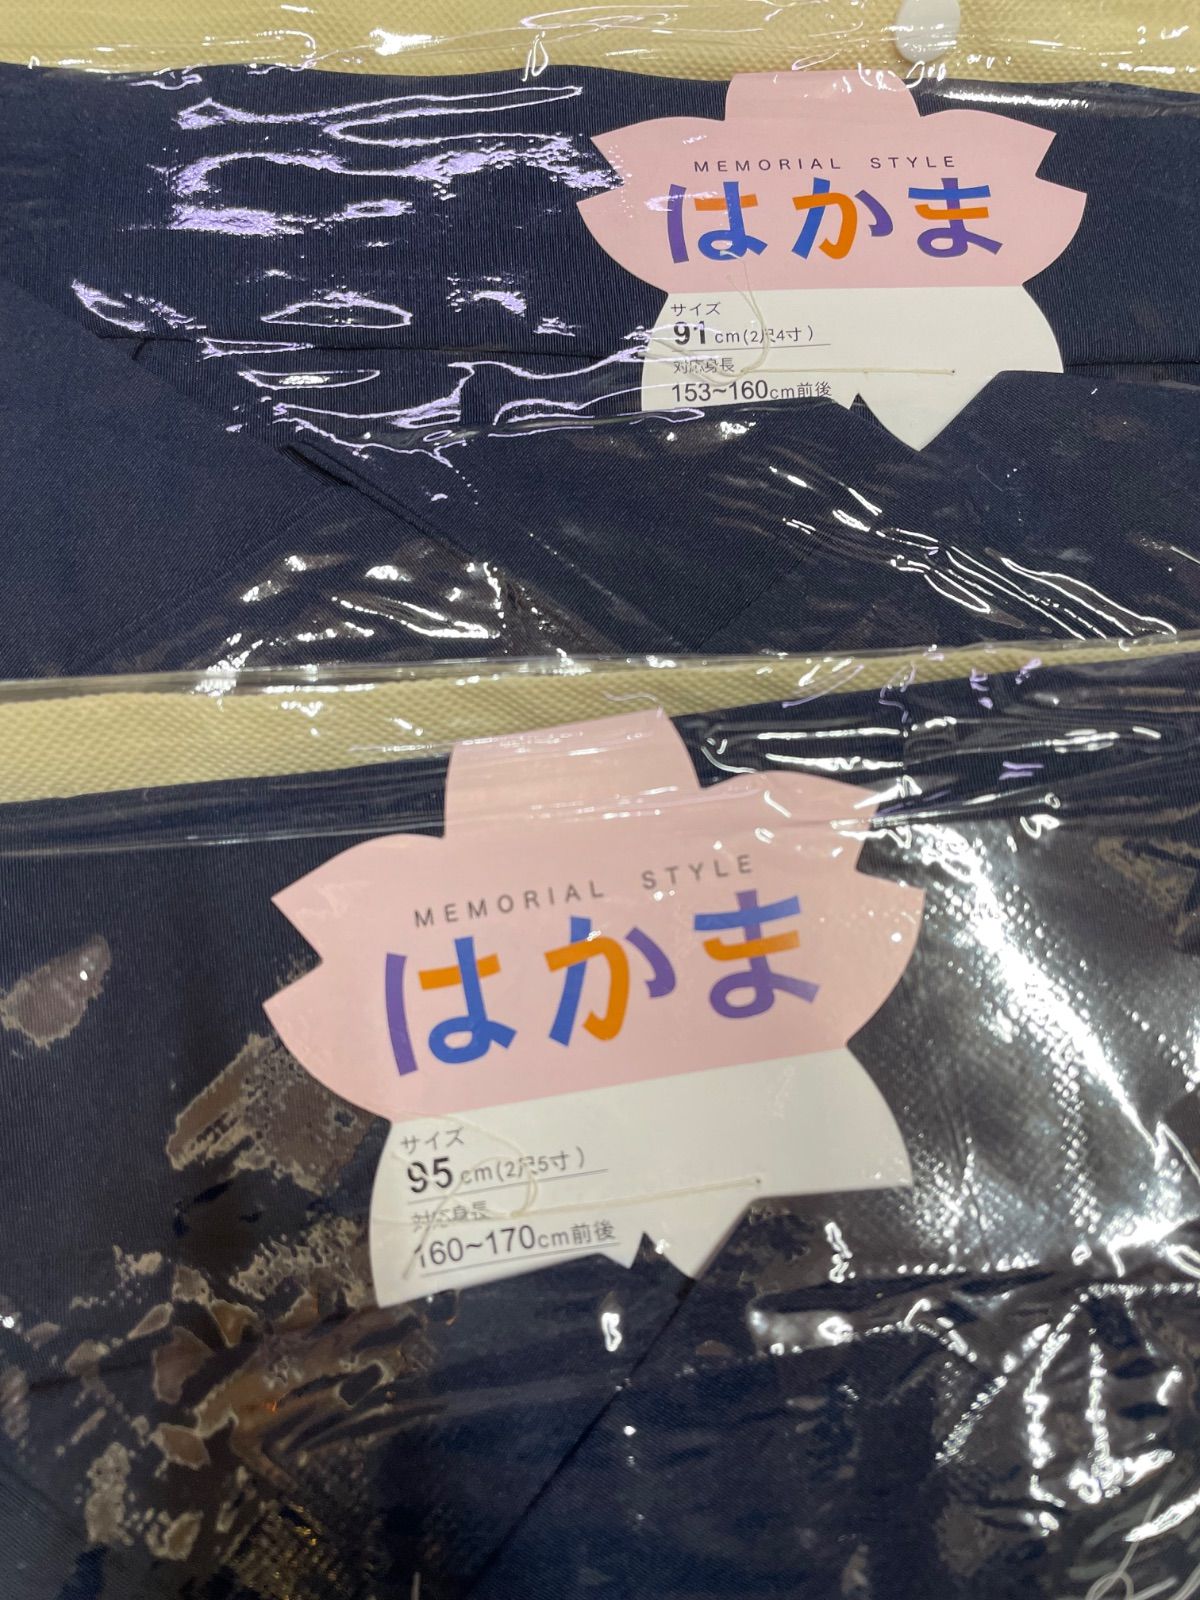 MEMORIAL STYLE
はかま
サイズ
91cm(2尺4寸)
対応身長
153~160cm前後
MEMORIAL STYLE
はかま
サイズ
95cm(2尺5寸)
対応身長
160~170cm前後